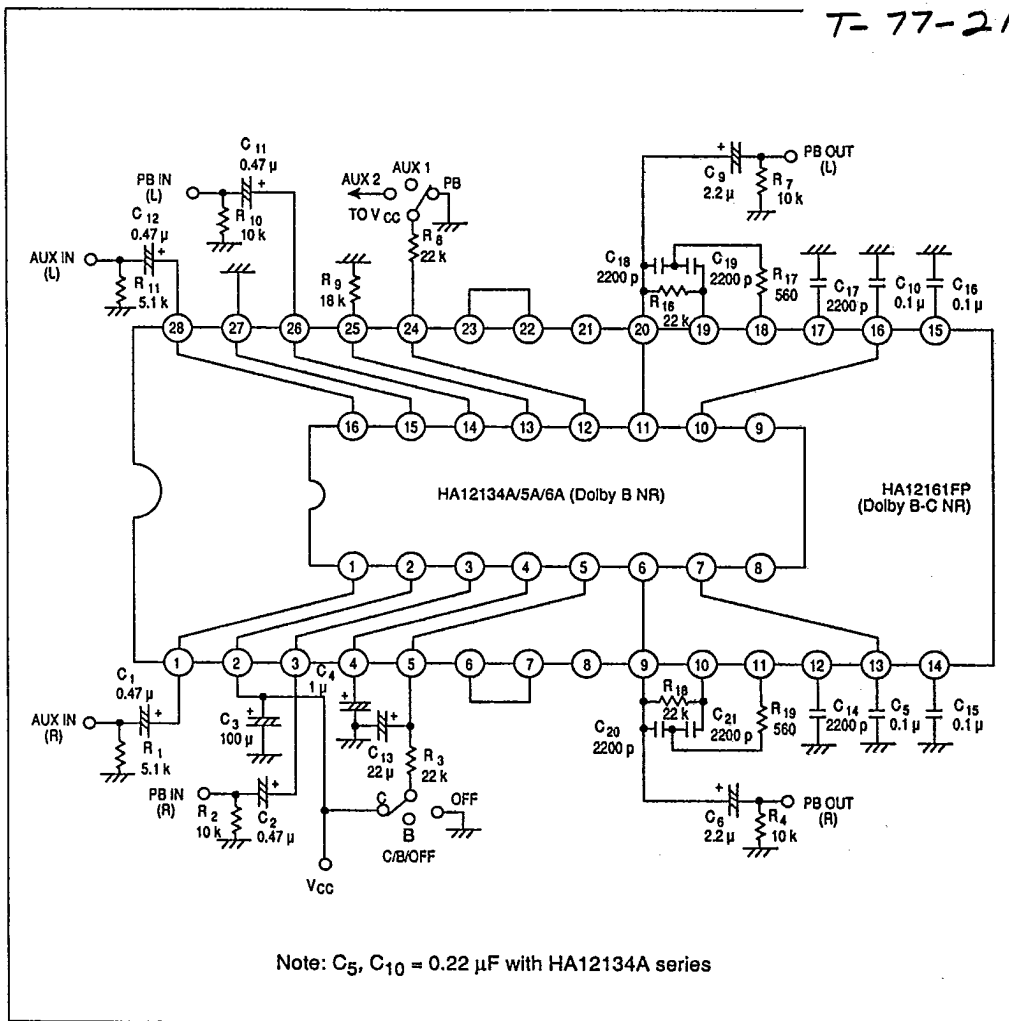 T-77-21
C11
0.47 μ
PB IN
(L)
R10
10 k
C12
0.47 μ
AUX IN
(L)
R11
5.1 k
AUX 1
AUX 2
PB
TO VCC
R8
22 k
R9
18 k
C9
2.2 μ
PB OUT
(L)
R7
10 k
C18
2200 p
C19
2200 p
R16
22 k
R17
560
C17
2200 p
C10
0.1 μ
C16
0.1 μ
28 27 26 25 24 23 22 21 20 19 18 17 16 15
16 15 14 13 12 11 10 9
HA12134A/5A/6A (Dolby B NR)
HA12161FP
(Dolby B-C NR)
1 2 3 4 5 6 7 8
1 2 3 4 5 6 7 8 9 10 11 12 13 14
C1
0.47 μ
AUX IN
(R)
R1
5.1 k
C3
100 μ
PB IN
(R)
R2
10 k
C2
0.47 μ
C4
1 μ
C13
22 μ
R3
22 k
C
B
OFF
C/B/OFF
VCC
R18
22 k
C20
2200 p
C21
2200 p
R19
560
C14
2200 p
C5
0.1 μ
C15
0.1 μ
C6
2.2 μ
PB OUT
(R)
R4
10 k
Note: C5, C10 = 0.22 μF with HA12134A series